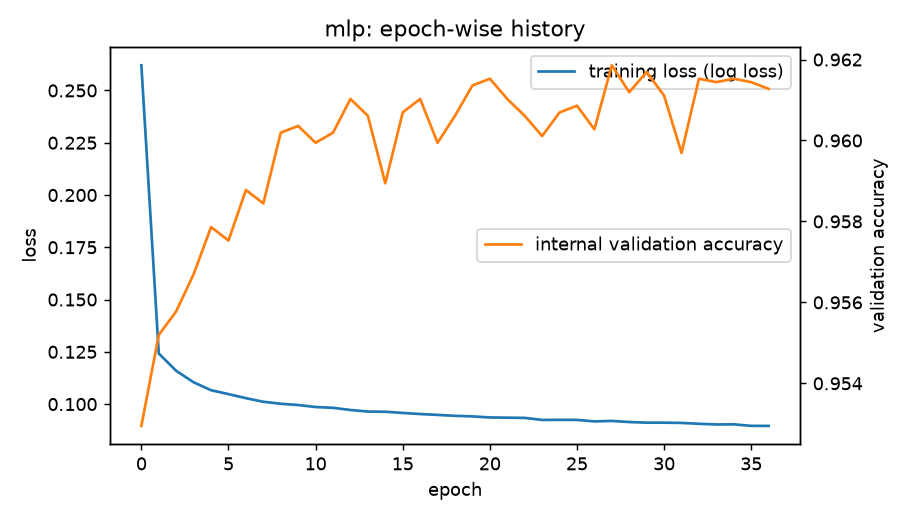 mlp: epoch-wise history
training loss (log loss)
internal validation accuracy
loss
0.250
0.225
0.200
0.175
0.150
0.125
0.100
0.962
0.960
0.958
0.956
0.954
validation accuracy
0 5 10 15 20 25 30 35
epoch